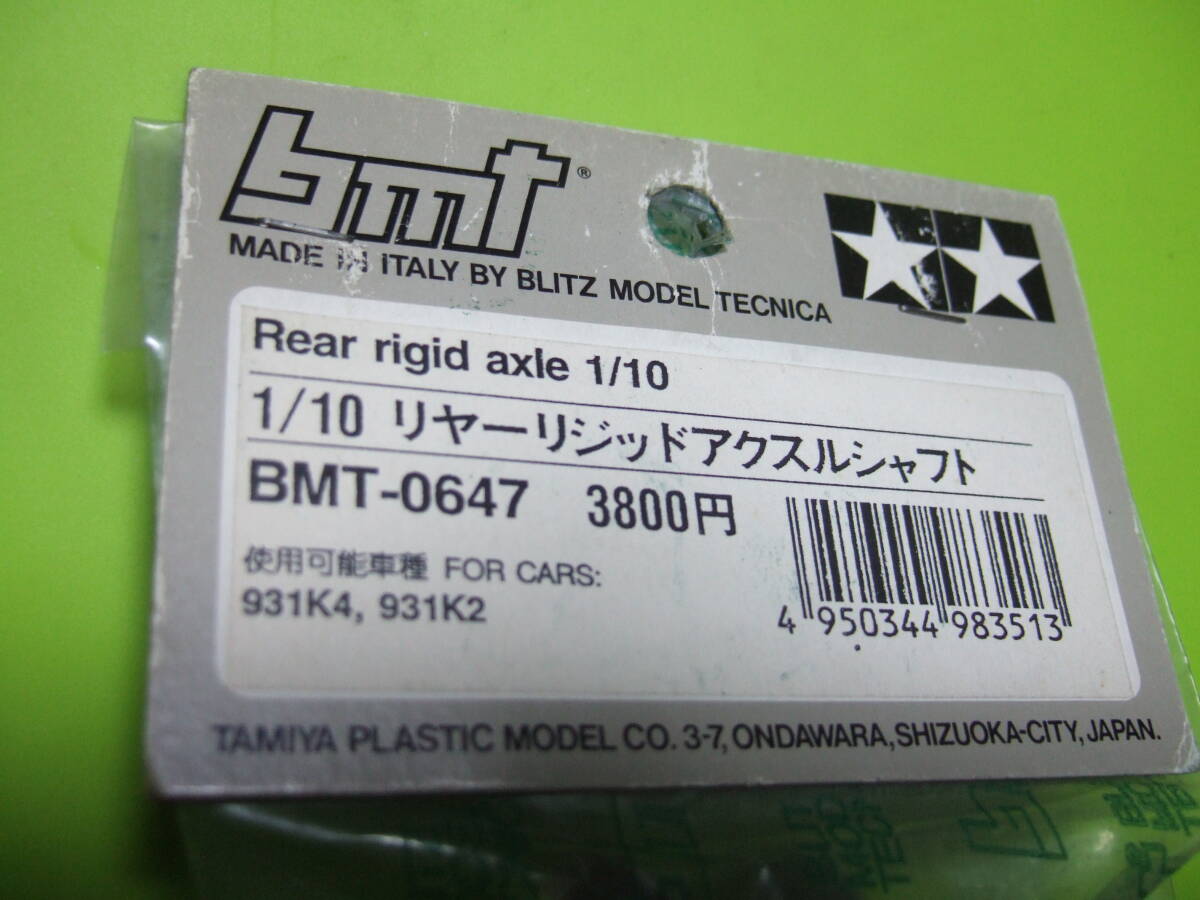 bmt®
MADE IN ITALY BY BLITZ MODEL TECNICA
Rear rigid axle 1/10
1/10 リヤーリジッドアクスルシャフト
BMT-0647 3800円
使用可能車種 FOR CARS:
931K4, 931K2
4 950344 983513
TAMIYA PLASTIC MODEL CO. 3-7, ONDAWARA, SHIZUOKA-CITY, JAPAN.